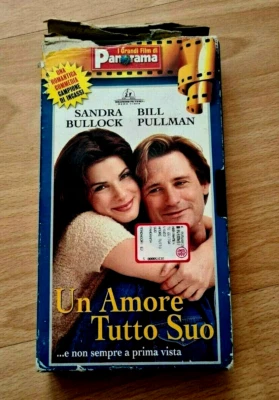 I Grandi Film di
Panorama
UNA
ROMANTICA
COMMEDIA
CAMPIONE
DI INCASSI
SANDRA BILL
BULLOCK PULLMAN
Un Amore
Tutto Suo
...e non sempre a prima vista